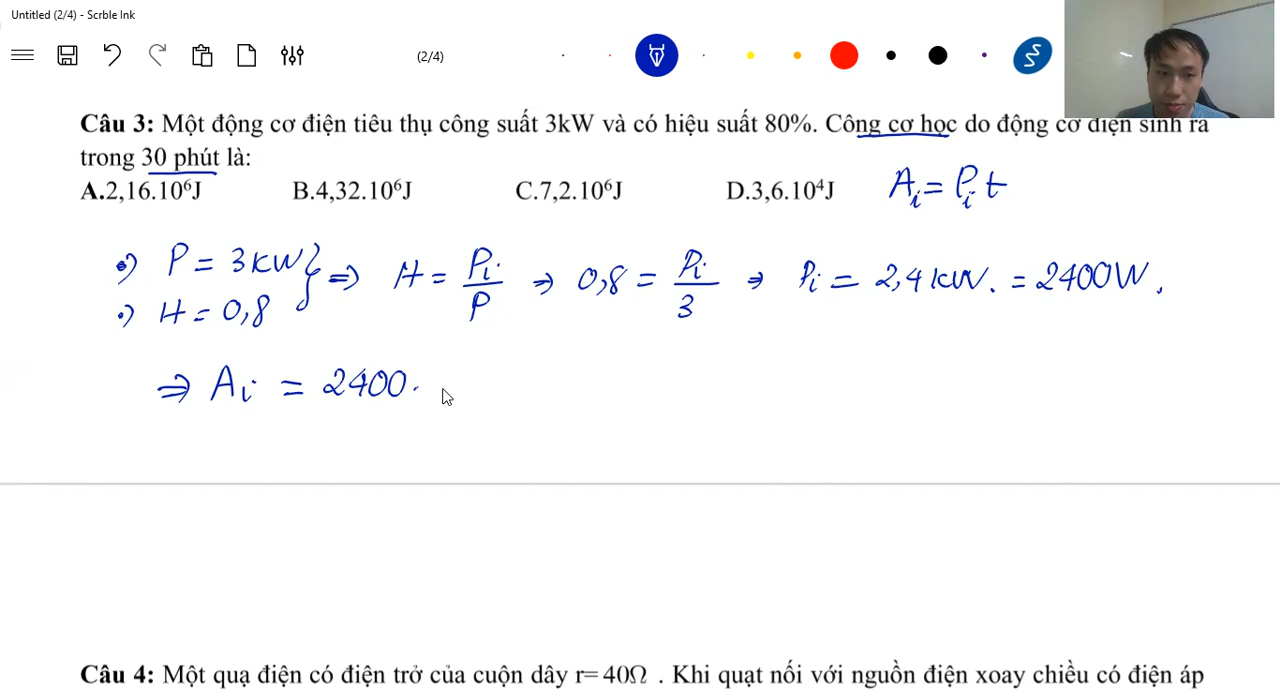 Untitled (2/4) - Scrble Ink
(2/4)
Câu 3: Một động cơ điện tiêu thụ công suất 3kW và có hiệu suất 80%. Công cơ học do động cơ điện sinh ra
trong 30 phút là:
A.2,16.10⁶J B.4,32.10⁶J C.7,2.10⁶J D.3,6.10⁴J
Aᵢ = Pᵢ t
•) P = 3kW } ⇒ H = Pᵢ/P ⇒ 0,8 = Pᵢ/3 ⇒ Pᵢ = 2,4 kW. = 2400W.
•) H = 0,8
⇒ Aᵢ = 2400.
Câu 4: Một quạ điện có điện trở của cuộn dây r= 40Ω . Khi quạt nối với nguồn điện xoay chiều có điện áp